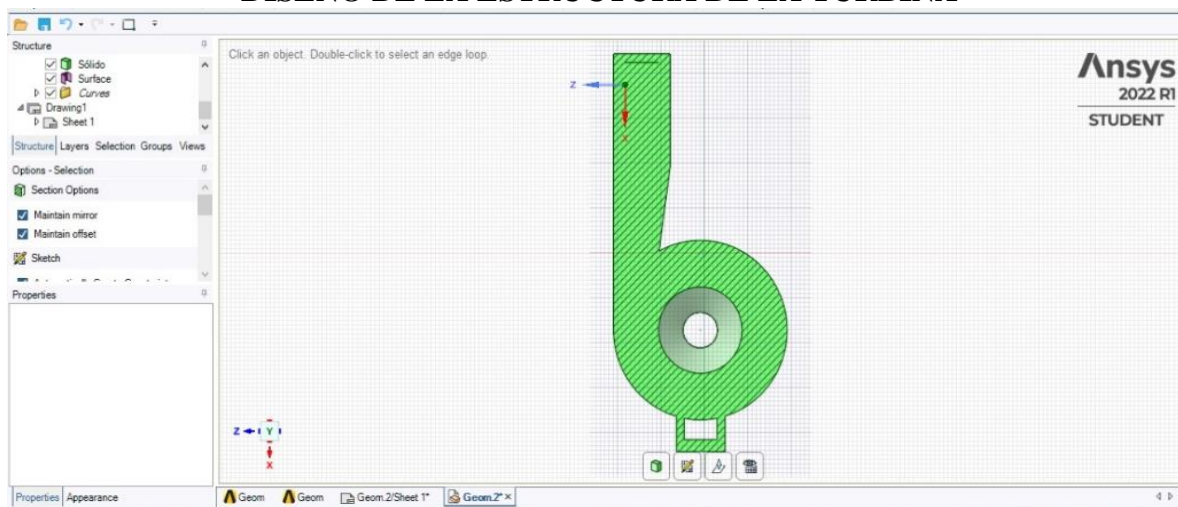 Structure
Click an object. Double-click to select an edge loop.
Sólido
Surface
Curves
Drawing1
Sheet 1
Structure Layers Selection Groups Views
Options - Selection
Section Options
Maintain mirror
Maintain offset
Sketch
Properties
Properties Appearance
Z
X
Ansys
2022 R1
STUDENT
Z Y
X
Geom Geom Geom.2/Sheet 1* Geom.2*